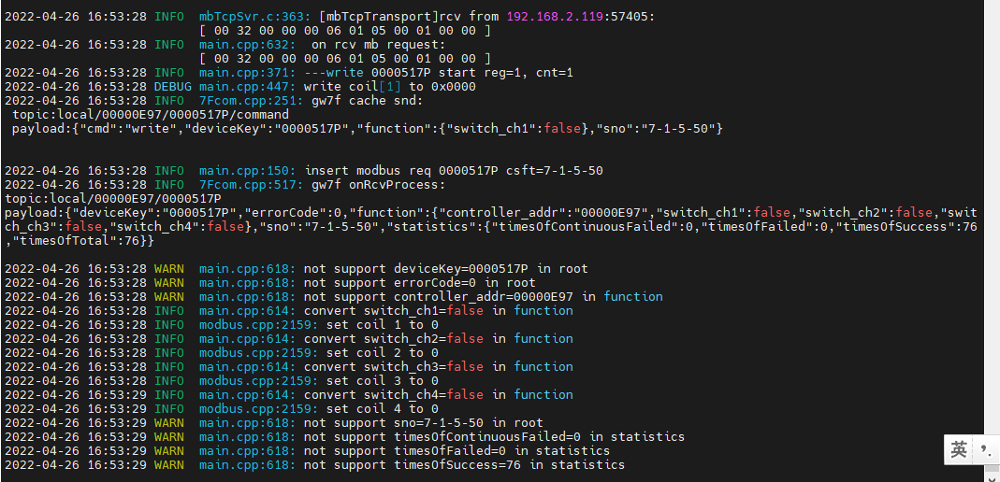 2022-04-26 16:53:28 INFO  mbTcpSvr.c:363: [mbTcpTransport]rcv from 192.168.2.119:57405:
[ 00 32 00 00 00 06 01 05 00 01 00 00 ]
2022-04-26 16:53:28 INFO  main.cpp:632:  on rcv mb request:
[ 00 32 00 00 00 06 01 05 00 01 00 00 ]
2022-04-26 16:53:28 INFO  main.cpp:371: ---write 0000517P start reg=1, cnt=1
2022-04-26 16:53:28 DEBUG main.cpp:447: write coil[1] to 0x0000
2022-04-26 16:53:28 INFO  7Fcom.cpp:251: gw7f cache snd:
topic:local/00000E97/0000517P/command
payload:{"cmd":"write","deviceKey":"0000517P","function":{"switch_ch1":false},"sno":"7-1-5-50"}
2022-04-26 16:53:28 INFO  main.cpp:150: insert modbus req 0000517P csft=7-1-5-50
2022-04-26 16:53:28 INFO  7Fcom.cpp:517: gw7f onRcvProcess:
topic:local/00000E97/0000517P
payload:{"deviceKey":"0000517P","errorCode":0,"function":{"controller_addr":"00000E97","switch_ch1":false,"switch_ch2":false,"swit
ch_ch3":false,"switch_ch4":false},"sno":"7-1-5-50","statistics":{"timesOfContinuousFailed":0,"timesOfFailed":0,"timesOfSuccess":76
,"timesOfTotal":76}}
2022-04-26 16:53:28 WARN  main.cpp:618: not support deviceKey=0000517P in root
2022-04-26 16:53:28 WARN  main.cpp:618: not support errorCode=0 in root
2022-04-26 16:53:28 WARN  main.cpp:618: not support controller_addr=00000E97 in function
2022-04-26 16:53:28 INFO  main.cpp:614: convert switch_ch1=false in function
2022-04-26 16:53:28 INFO  modbus.cpp:2159: set coil 1 to 0
2022-04-26 16:53:28 INFO  main.cpp:614: convert switch_ch2=false in function
2022-04-26 16:53:28 INFO  modbus.cpp:2159: set coil 2 to 0
2022-04-26 16:53:28 INFO  main.cpp:614: convert switch_ch3=false in function
2022-04-26 16:53:28 INFO  modbus.cpp:2159: set coil 3 to 0
2022-04-26 16:53:29 INFO  main.cpp:614: convert switch_ch4=false in function
2022-04-26 16:53:29 INFO  modbus.cpp:2159: set coil 4 to 0
2022-04-26 16:53:29 WARN  main.cpp:618: not support sno=7-1-5-50 in root
2022-04-26 16:53:29 WARN  main.cpp:618: not support timesOfContinuousFailed=0 in statistics
2022-04-26 16:53:29 WARN  main.cpp:618: not support timesOfFailed=0 in statistics
2022-04-26 16:53:29 WARN  main.cpp:618: not support timesOfSuccess=76 in statistics
英 ❜.